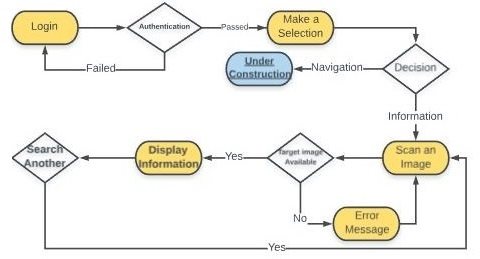 Login
Authentication
Passed
Make a
Selection
Failed
Under
Construction
Navigation
Decision
Information
Search
Another
Display
Information
Yes
Target image
Available
Scan an
Image
No
Error
Message
Yes